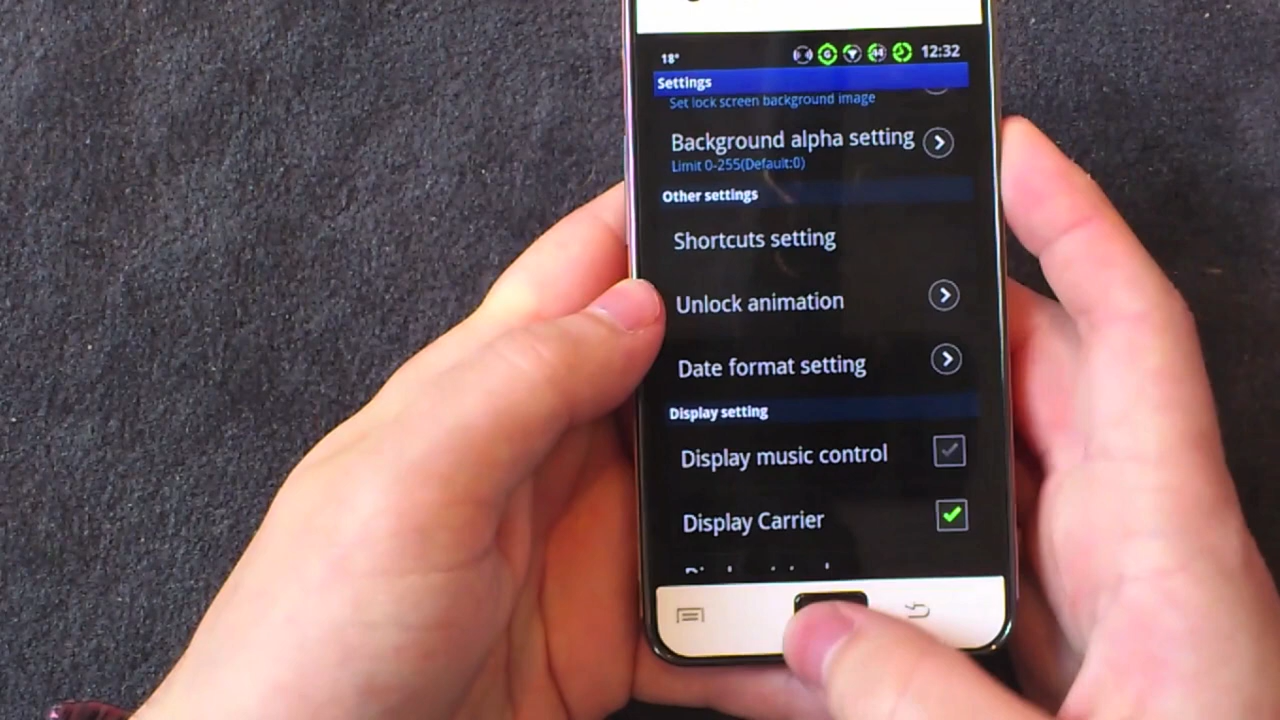 18° 12:32
Settings
Set lock screen background image
Background alpha setting
Limit 0-255(Default:0)
Other settings
Shortcuts setting
Unlock animation
Date format setting
Display setting
Display music control
Display Carrier